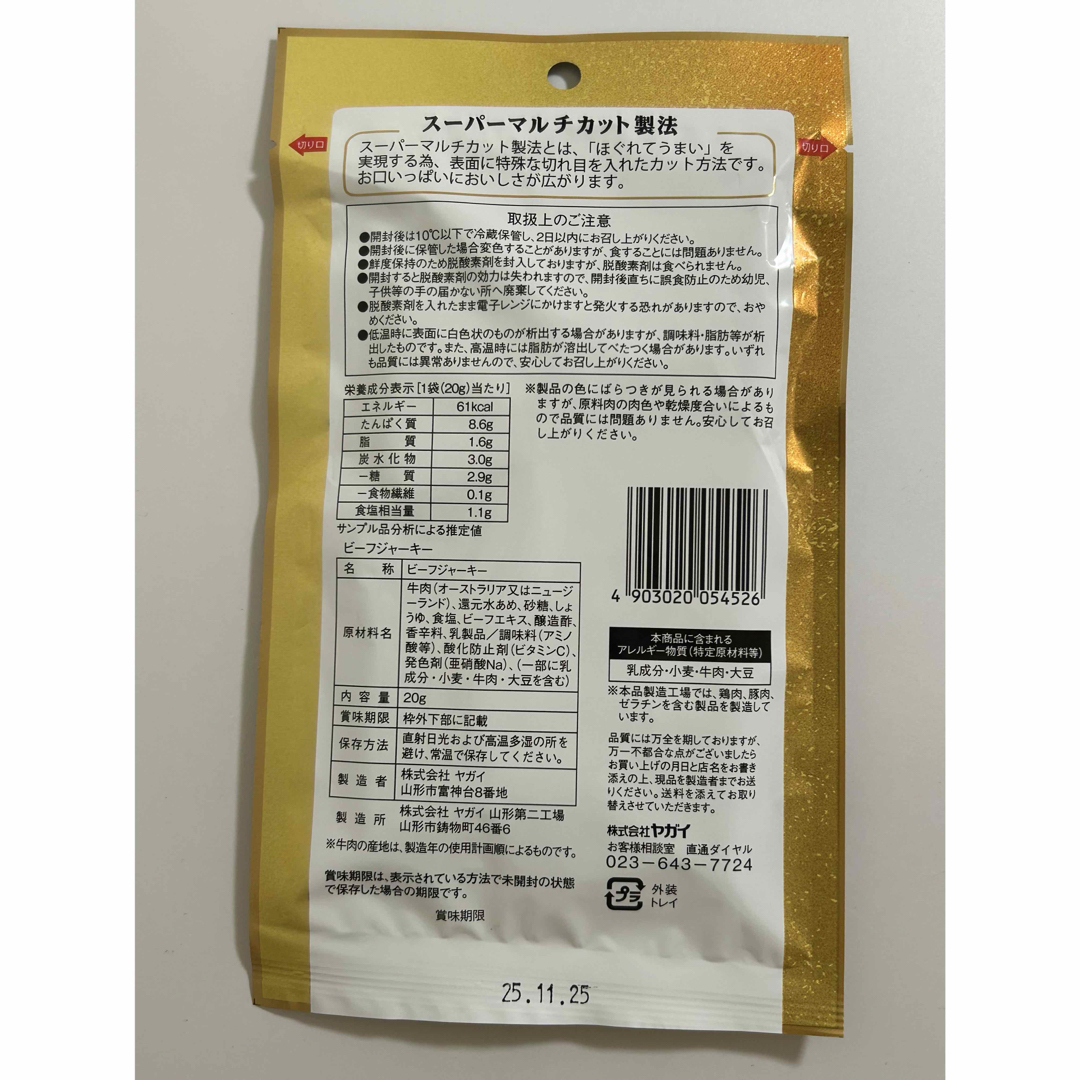 スーパーマルチカット製法
切り口
切り口
スーパーマルチカット製法とは、「ほぐれてうまい」を
実現する為、表面に特殊な切れ目を入れたカット方法です。
お口いっぱいにおいしさが広がります。
取扱上のご注意
●開封後は10℃以下で冷蔵保管し、2日以内にお召し上がりください。
●開封後に保管した場合変色することがありますが、食することには問題ありません。
●鮮度保持のため脱酸素剤を封入しておりますが、脱酸素剤は食べられません。
●開封すると脱酸素剤の効力は失われますので、開封後直ちに誤食防止のため幼児、
子供等の手の届かない所へ廃棄してください。
●脱酸素剤を入れたまま電子レンジにかけますと発火する恐れがありますので、おや
めください。
●低温時に表面に白色状のものが析出する場合がありますが、調味料・脂肪等が析
出したものです。また、高温時には脂肪が溶出してべたつく場合があります。いずれ
も品質には異常ありませんので、安心してお召し上がりください。
栄養成分表示[1袋(20g)当たり]
エネルギー 61kcal
たんぱく質 8.6g
脂質 1.6g
炭水化物 3.0g
−糖質 2.9g
−食物繊維 0.1g
食塩相当量 1.1g
サンプル品分析による推定値
※製品の色にばらつきが見られる場合があり
ますが、原料肉の肉色や乾燥度合いによるも
ので品質には問題ありません。安心してお召
し上がりください。
ビーフジャーキー
名称 ビーフジャーキー
原材料名
牛肉(オーストラリア又はニュージ
ーランド)、還元水あめ、砂糖、しょ
うゆ、食塩、ビーフエキス、醸造酢、
香辛料、乳製品／調味料(アミノ
酸等)、酸化防止剤(ビタミンC)、
発色剤(亜硝酸Na)、(一部に乳
成分・小麦・牛肉・大豆を含む)
内容量 20g
賞味期限 枠外下部に記載
保存方法
直射日光および高温多湿の所を
避け、常温で保存してください。
製造者
株式会社 ヤガイ
山形市富神台8番地
製造所
株式会社 ヤガイ 山形第二工場
山形市鋳物町46番6
※牛肉の産地は、製造年の使用計画順によるものです。
賞味期限は、表示されている方法で未開封の状態
で保存した場合の期限です。
賞味期限
25.11.25
4 903020 054526
本商品に含まれる
アレルギー物質(特定原材料等)
乳成分・小麦・牛肉・大豆
※本品製造工場では、鶏肉、豚肉、
ゼラチンを含む製品を製造して
います。
品質には万全を期しておりますが、
万一不都合な点がございましたら
お買い上げの月日と店名をお書き
添えの上、現品を製造者までお送
りください。送料を添えてお取り
替えさせていただきます。
株式会社ヤガイ
お客様相談室 直通ダイヤル
023−643−7724
プラ
外装
トレイ